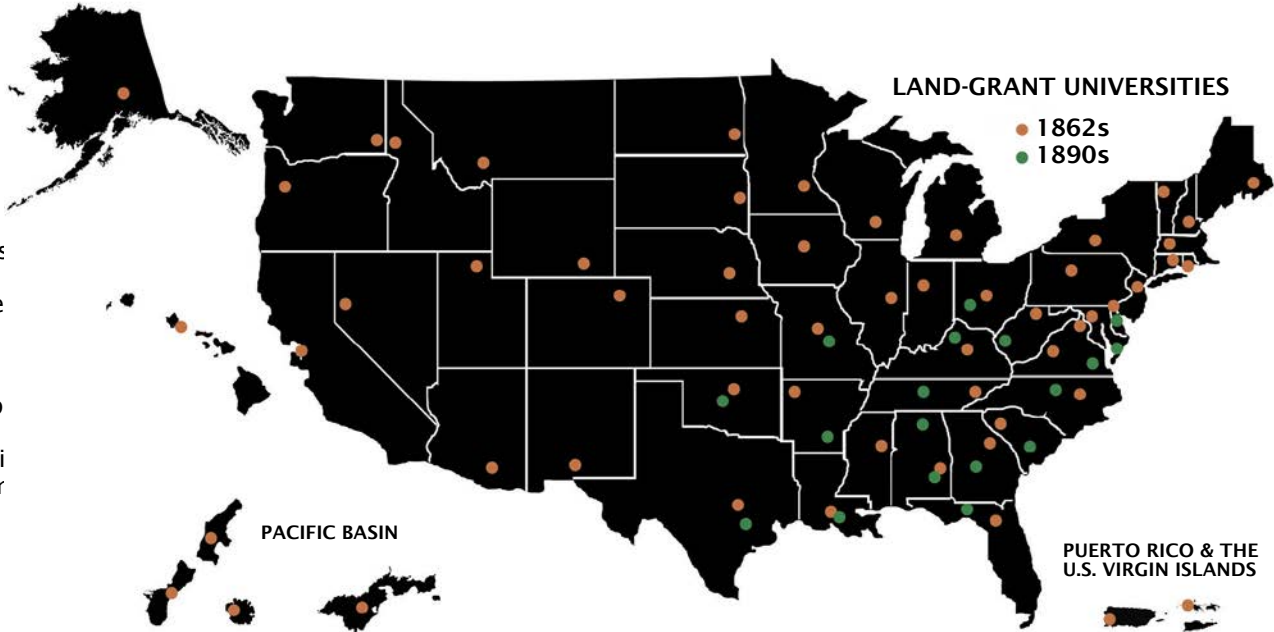 LAND-GRANT UNIVERSITIES
1862s
1890s
PACIFIC BASIN
PUERTO RICO & THE
U.S. VIRGIN ISLANDS